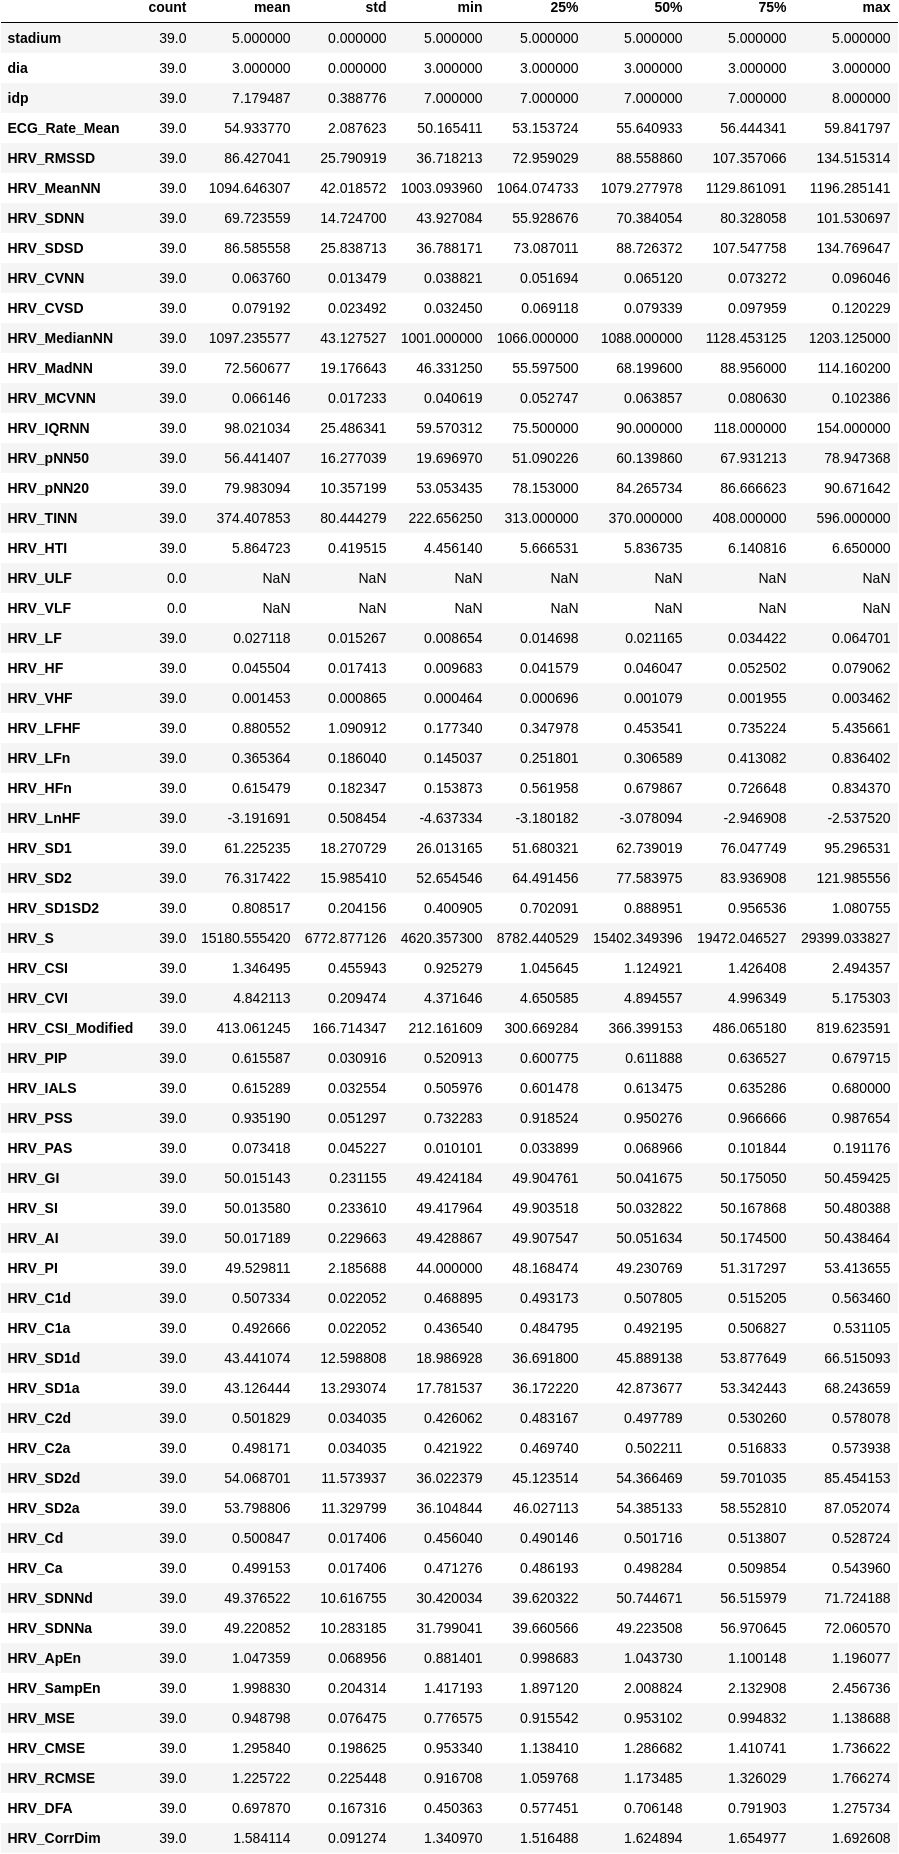 count mean std min 25% 50% 75% max
stadium 39.0 5.000000 0.000000 5.000000 5.000000 5.000000 5.000000 5.000000
dia 39.0 3.000000 0.000000 3.000000 3.000000 3.000000 3.000000 3.000000
idp 39.0 7.179487 0.388776 7.000000 7.000000 7.000000 7.000000 8.000000
ECG_Rate_Mean 39.0 54.933770 2.087623 50.165411 53.153724 55.640933 56.444341 59.841797
HRV_RMSSD 39.0 86.427041 25.790919 36.718213 72.959029 88.558860 107.357066 134.515314
HRV_MeanNN 39.0 1094.646307 42.018572 1003.093960 1064.074733 1079.277978 1129.861091 1196.285141
HRV_SDNN 39.0 69.723559 14.724700 43.927084 55.928676 70.384054 80.328058 101.530697
HRV_SDSD 39.0 86.585558 25.838713 36.788171 73.087011 88.726372 107.547758 134.769647
HRV_CVNN 39.0 0.063760 0.013479 0.038821 0.051694 0.065120 0.073272 0.096046
HRV_CVSD 39.0 0.079192 0.023492 0.032450 0.069118 0.079339 0.097959 0.120229
HRV_MedianNN 39.0 1097.235577 43.127527 1001.000000 1066.000000 1088.000000 1128.453125 1203.125000
HRV_MadNN 39.0 72.560677 19.176643 46.331250 55.597500 68.199600 88.956000 114.160200
HRV_MCVNN 39.0 0.066146 0.017233 0.040619 0.052747 0.063857 0.080630 0.102386
HRV_IQRNN 39.0 98.021034 25.486341 59.570312 75.500000 90.000000 118.000000 154.000000
HRV_pNN50 39.0 56.441407 16.277039 19.696970 51.090226 60.139860 67.931213 78.947368
HRV_pNN20 39.0 79.983094 10.357199 53.053435 78.153000 84.265734 86.666623 90.671642
HRV_TINN 39.0 374.407853 80.444279 222.656250 313.000000 370.000000 408.000000 596.000000
HRV_HTI 39.0 5.864723 0.419515 4.456140 5.666531 5.836735 6.140816 6.650000
HRV_ULF 0.0 NaN NaN NaN NaN NaN NaN NaN
HRV_VLF 0.0 NaN NaN NaN NaN NaN NaN NaN
HRV_LF 39.0 0.027118 0.015267 0.008654 0.014698 0.021165 0.034422 0.064701
HRV_HF 39.0 0.045504 0.017413 0.009683 0.041579 0.046047 0.052502 0.079062
HRV_VHF 39.0 0.001453 0.000865 0.000464 0.000696 0.001079 0.001955 0.003462
HRV_LFHF 39.0 0.880552 1.090912 0.177340 0.347978 0.453541 0.735224 5.435661
HRV_LFn 39.0 0.365364 0.186040 0.145037 0.251801 0.306589 0.413082 0.836402
HRV_HFn 39.0 0.615479 0.182347 0.153873 0.561958 0.679867 0.726648 0.834370
HRV_LnHF 39.0 -3.191691 0.508454 -4.637334 -3.180182 -3.078094 -2.946908 -2.537520
HRV_SD1 39.0 61.225235 18.270729 26.013165 51.680321 62.739019 76.047749 95.296531
HRV_SD2 39.0 76.317422 15.985410 52.654546 64.491456 77.583975 83.936908 121.985556
HRV_SD1SD2 39.0 0.808517 0.204156 0.400905 0.702091 0.888951 0.956536 1.080755
HRV_S 39.0 15180.555420 6772.877126 4620.357300 8782.440529 15402.349396 19472.046527 29399.033827
HRV_CSI 39.0 1.346495 0.455943 0.925279 1.045645 1.124921 1.426408 2.494357
HRV_CVI 39.0 4.842113 0.209474 4.371646 4.650585 4.894557 4.996349 5.175303
HRV_CSI_Modified 39.0 413.061245 166.714347 212.161609 300.669284 366.399153 486.065180 819.623591
HRV_PIP 39.0 0.615587 0.030916 0.520913 0.600775 0.611888 0.636527 0.679715
HRV_IALS 39.0 0.615289 0.032554 0.505976 0.601478 0.613475 0.635286 0.680000
HRV_PSS 39.0 0.935190 0.051297 0.732283 0.918524 0.950276 0.966666 0.987654
HRV_PAS 39.0 0.073418 0.045227 0.010101 0.033899 0.068966 0.101844 0.191176
HRV_GI 39.0 50.015143 0.231155 49.424184 49.904761 50.041675 50.175050 50.459425
HRV_SI 39.0 50.013580 0.233610 49.417964 49.903518 50.032822 50.167868 50.480388
HRV_AI 39.0 50.017189 0.229663 49.428867 49.907547 50.051634 50.174500 50.438464
HRV_PI 39.0 49.529811 2.185688 44.000000 48.168474 49.230769 51.317297 53.413655
HRV_C1d 39.0 0.507334 0.022052 0.468895 0.493173 0.507805 0.515205 0.563460
HRV_C1a 39.0 0.492666 0.022052 0.436540 0.484795 0.492195 0.506827 0.531105
HRV_SD1d 39.0 43.441074 12.598808 18.986928 36.691800 45.889138 53.877649 66.515093
HRV_SD1a 39.0 43.126444 13.293074 17.781537 36.172220 42.873677 53.342443 68.243659
HRV_C2d 39.0 0.501829 0.034035 0.426062 0.483167 0.497789 0.530260 0.578078
HRV_C2a 39.0 0.498171 0.034035 0.421922 0.469740 0.502211 0.516833 0.573938
HRV_SD2d 39.0 54.068701 11.573937 36.022379 45.123514 54.366469 59.701035 85.454153
HRV_SD2a 39.0 53.798806 11.329799 36.104844 46.027113 54.385133 58.552810 87.052074
HRV_Cd 39.0 0.500847 0.017406 0.456040 0.490146 0.501716 0.513807 0.528724
HRV_Ca 39.0 0.499153 0.017406 0.471276 0.486193 0.498284 0.509854 0.543960
HRV_SDNNd 39.0 49.376522 10.616755 30.420034 39.620322 50.744671 56.515979 71.724188
HRV_SDNNa 39.0 49.220852 10.283185 31.799041 39.660566 49.223508 56.970645 72.060570
HRV_ApEn 39.0 1.047359 0.068956 0.881401 0.998683 1.043730 1.100148 1.196077
HRV_SampEn 39.0 1.998830 0.204314 1.417193 1.897120 2.008824 2.132908 2.456736
HRV_MSE 39.0 0.948798 0.076475 0.776575 0.915542 0.953102 0.994832 1.138688
HRV_CMSE 39.0 1.295840 0.198625 0.953340 1.138410 1.286682 1.410741 1.736622
HRV_RCMSE 39.0 1.225722 0.225448 0.916708 1.059768 1.173485 1.326029 1.766274
HRV_DFA 39.0 0.697870 0.167316 0.450363 0.577451 0.706148 0.791903 1.275734
HRV_CorrDim 39.0 1.584114 0.091274 1.340970 1.516488 1.624894 1.654977 1.692608